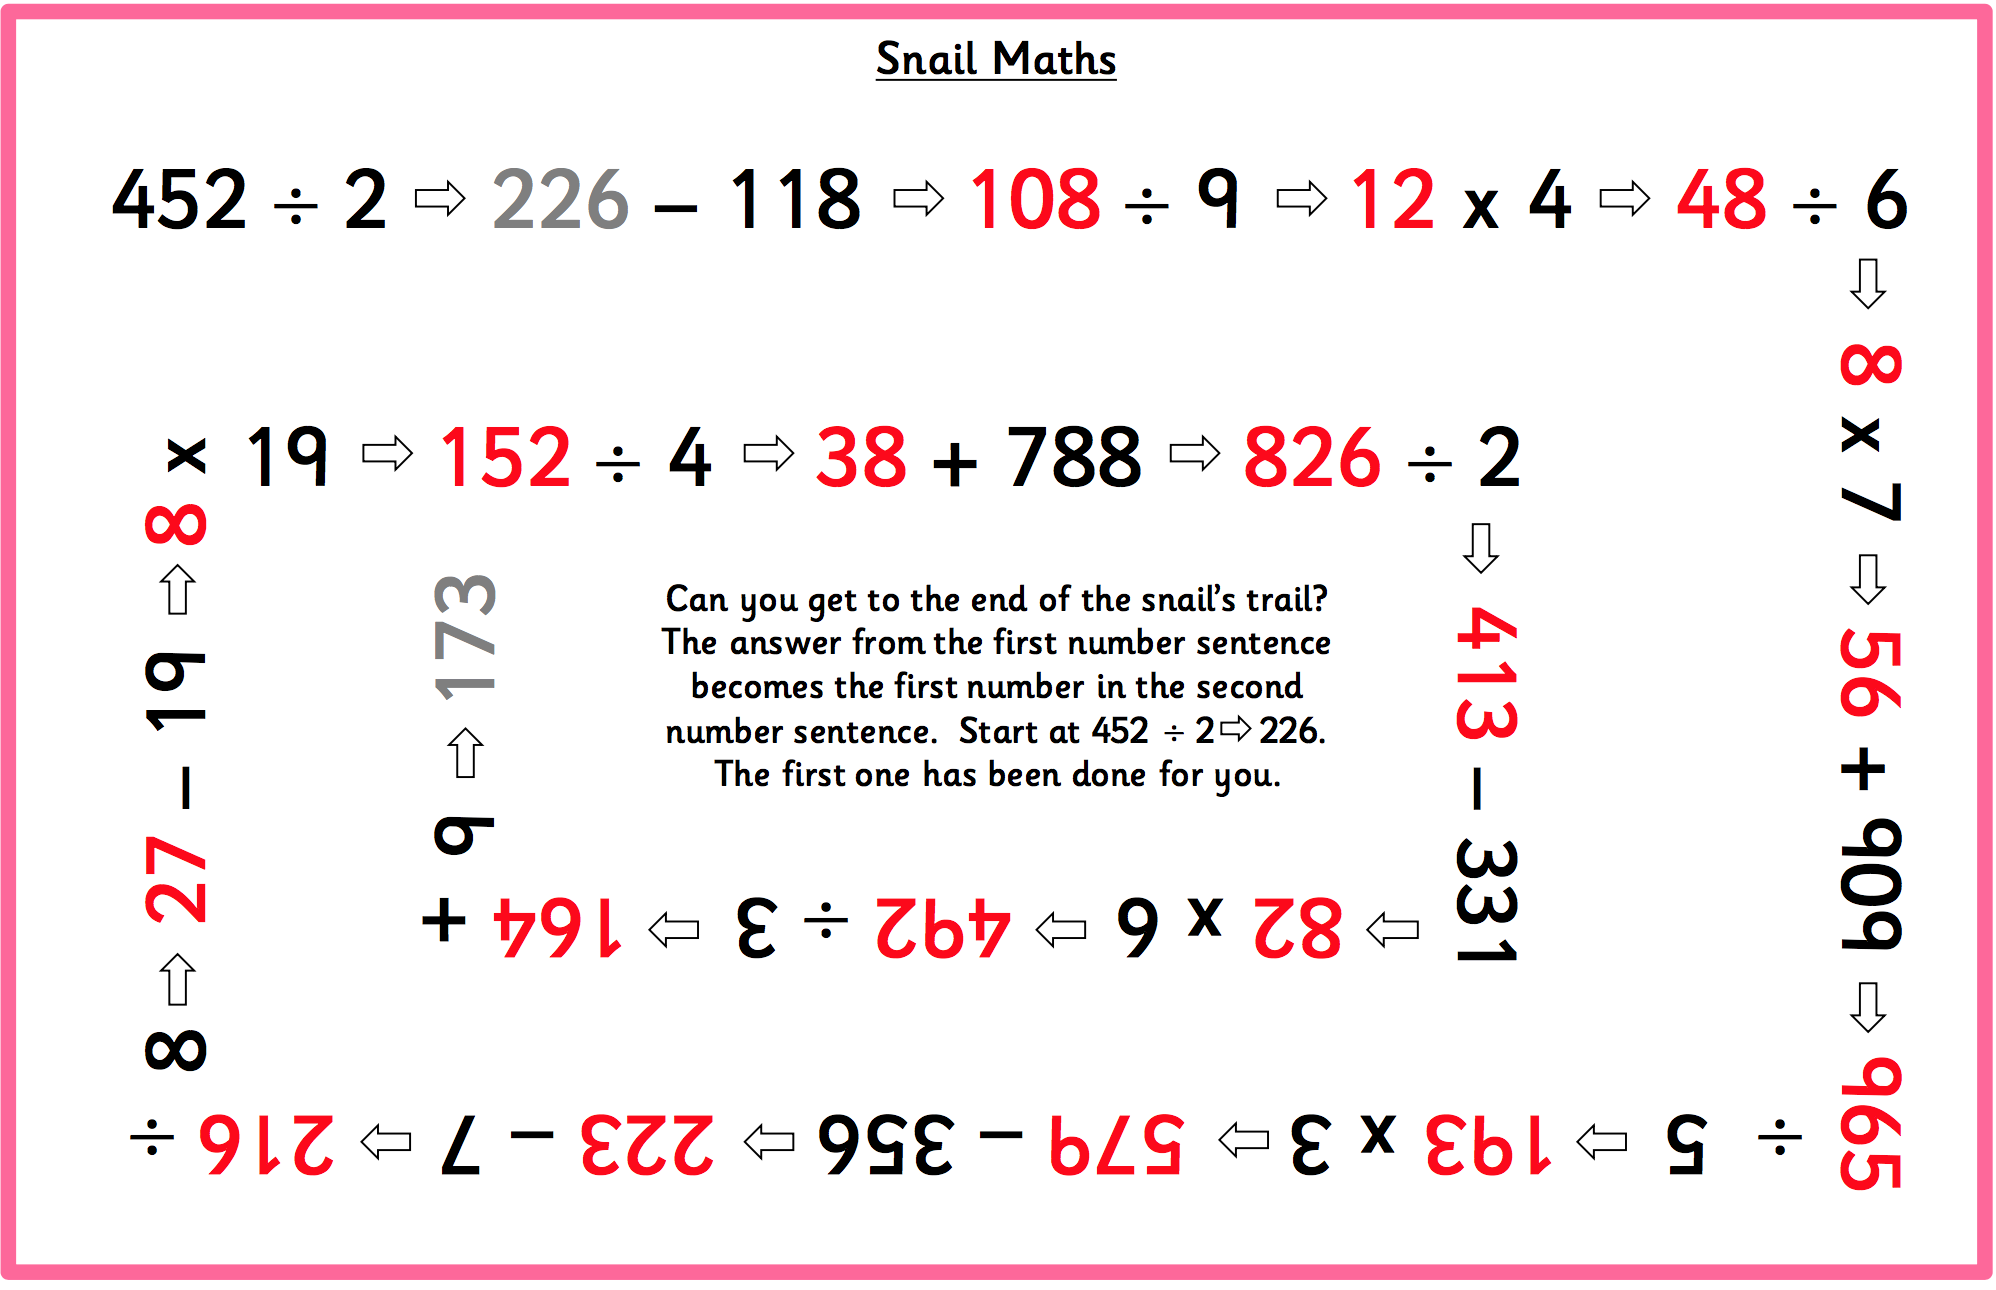 Snail Maths
452 ÷ 2 ⇨ 226 – 118 ⇨ 108 ÷ 9 ⇨ 12 x 4 ⇨ 48 ÷ 6
⇨ 8 x 7 ⇨ 56 + 909 ⇨ 965
÷ 5 ⇨ 193 x 3 ⇨ 579 – 356 ⇨ 223 – 7 ⇨ 216 ÷
8 ⇨ 27 – 19 ⇨ 8 x
19 ⇨ 152 ÷ 4 ⇨ 38 + 788 ⇨ 826 ÷ 2
⇨ 413 – 331
⇨ 82 x 6 ⇨ 492 ÷ 3 ⇨ 164 +
9 ⇨ 173
Can you get to the end of the snail's trail?
The answer from the first number sentence
becomes the first number in the second
number sentence. Start at 452 ÷ 2⇨226.
The first one has been done for you.